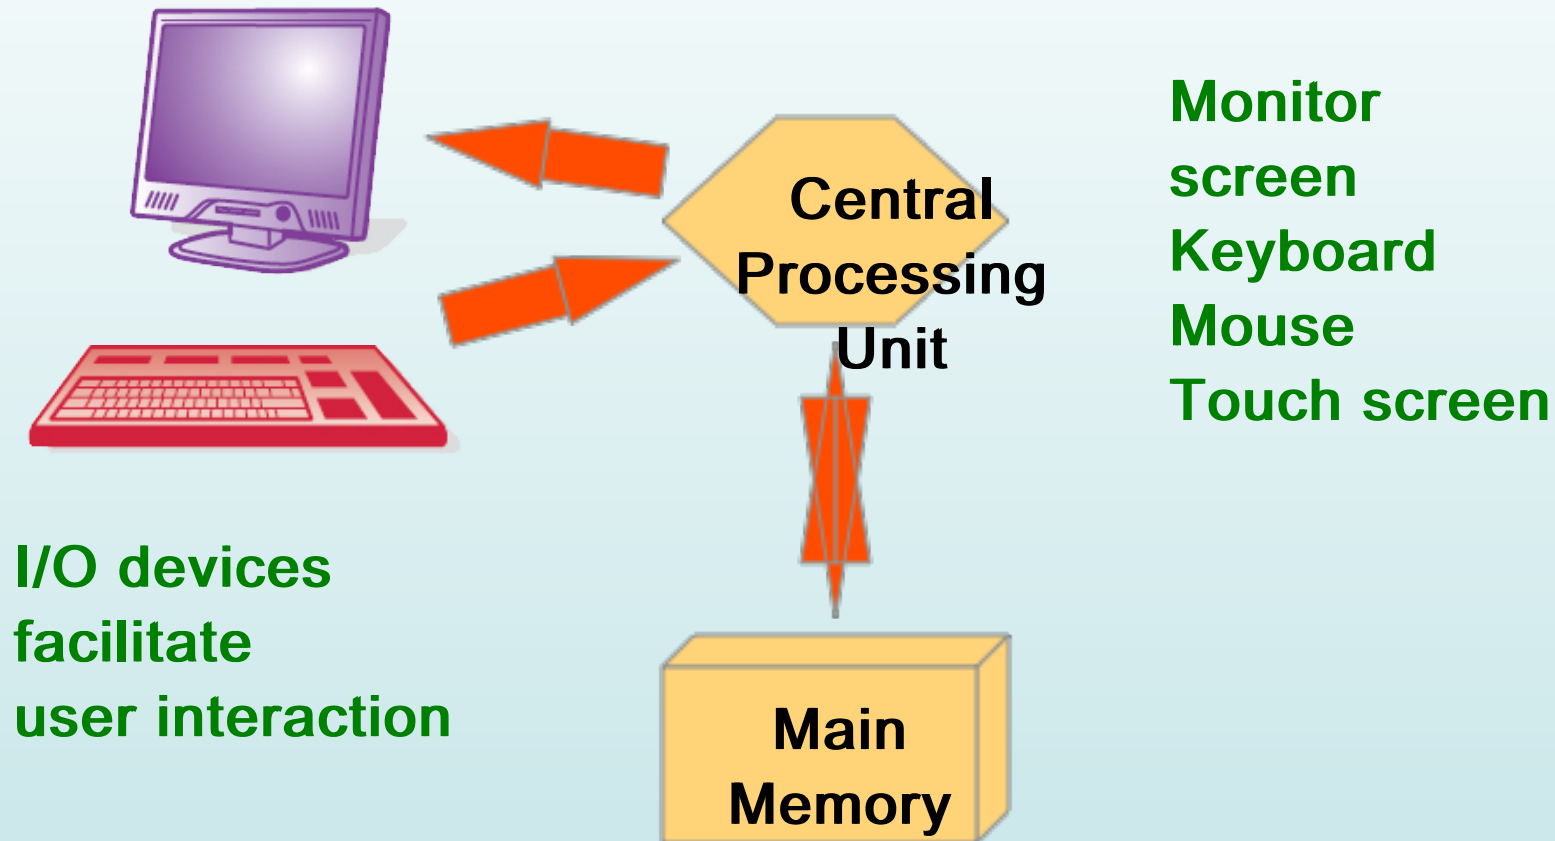 Monitor
screen
Keyboard
Mouse
Touch screen
Central
Processing
Unit
I/O devices
facilitate
user interaction
Main
Memory